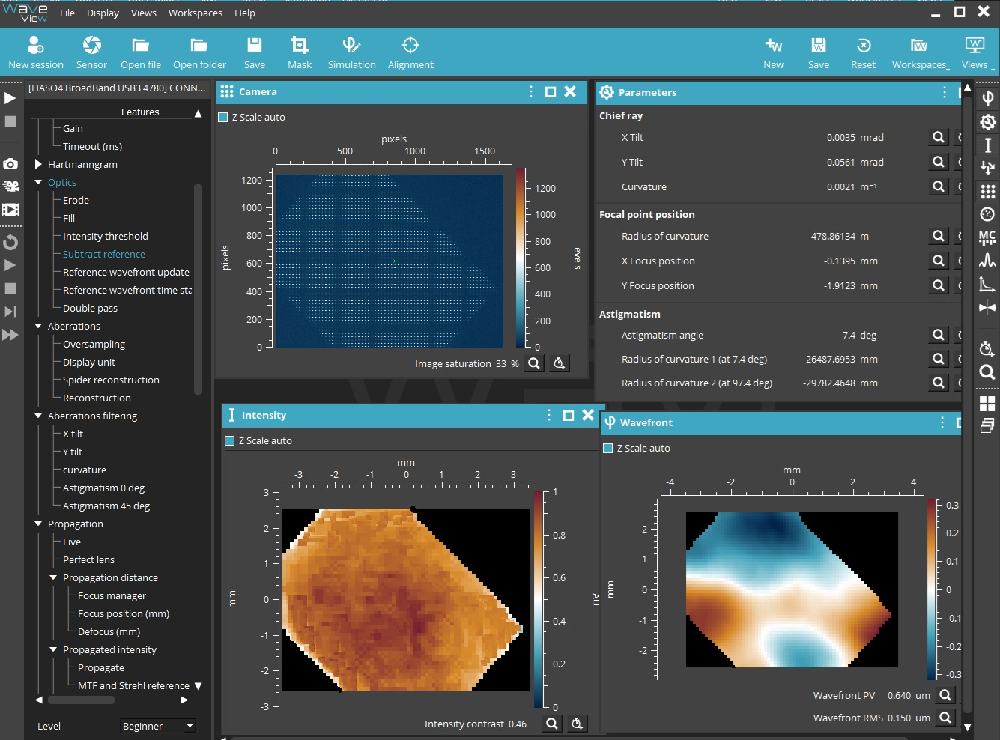 WaveView File Display Views Workspaces Help
New session Sensor Open file Open folder Save Mask Simulation Alignment New Save Reset Workspaces Views
[HASO4 BroadBand USB3 4780] CONN...
Features
Gain
Timeout (ms)
Hartmanngram
Optics
Erode
Fill
Intensity threshold
Subtract reference
Reference wavefront update
Reference wavefront time sta
Double pass
Aberrations
Oversampling
Display unit
Spider reconstruction
Reconstruction
Aberrations filtering
X tilt
Y tilt
curvature
Astigmatism 0 deg
Astigmatism 45 deg
Propagation
Live
Perfect lens
Propagation distance
Focus manager
Focus position (mm)
Defocus (mm)
Propagated intensity
Propagate
MTF and Strehl reference
Level Beginner
Camera
Z Scale auto
pixels
0 500 1000 1500
1200
1000
800
600
400
200
0
pixels
1200
1000
800
600
400
200
0
levels
Image saturation 33 %
Parameters
Chief ray
X Tilt 0.0035 mrad
Y Tilt -0.0561 mrad
Curvature 0.0021 m⁻¹
Focal point position
Radius of curvature 478.86134 m
X Focus position -0.1395 mm
Y Focus position -1.9123 mm
Astigmatism
Astigmatism angle 7.4 deg
Radius of curvature 1 (at 7.4 deg) 26487.6953 mm
Radius of curvature 2 (at 97.4 deg) -29782.4648 mm
Intensity
Z Scale auto
mm
-3 -2 -1 0 1 2 3
3
2
1
0
-1
-2
-3
mm
1
0.8
0.6
0.4
0.2
0
AU
Intensity contrast 0.46
Wavefront
Z Scale auto
mm
-4 -2 0 2 4
2
1
0
-1
-2
mm
0.3
0.2
0.1
0
-0.1
-0.2
-0.3
Wavefront PV 0.640 um
Wavefront RMS 0.150 um
MC